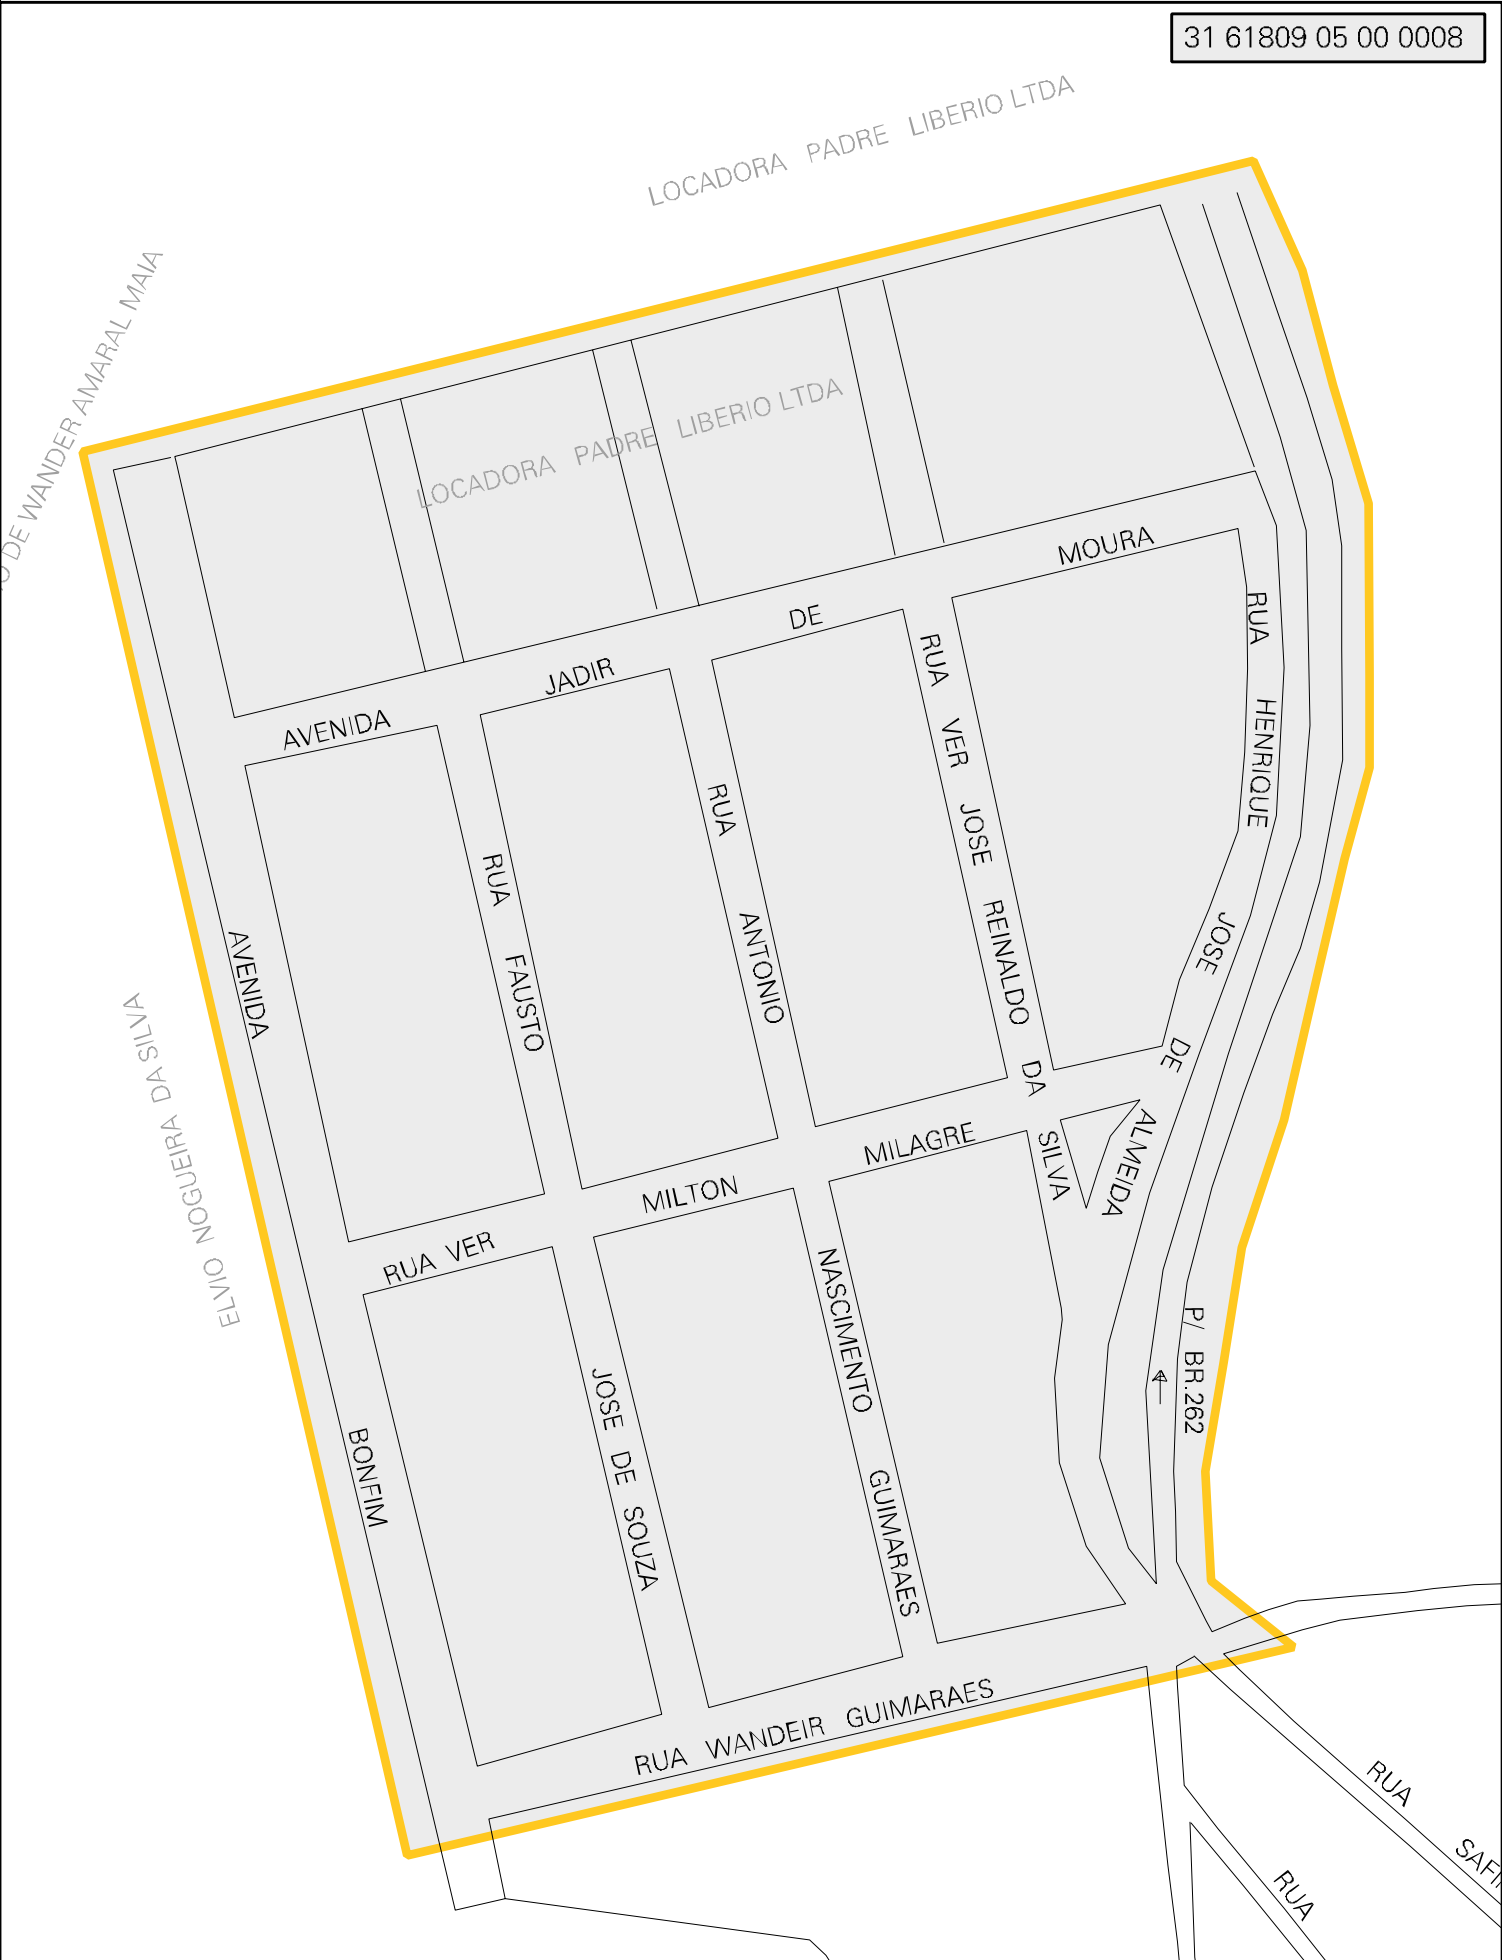 31 61809 05 00 0008
LOCADORA PADRE LIBERIO LTDA
DE WANDER AMARAL MAIA
LOCADORA PADRE LIBERIO LTDA
AVENIDA JADIR DE MOURA
RUA HENRIQUE JOSE DE ALMEIDA
RUA VER JOSE REINALDO DA SILVA
RUA ANTONIO NASCIMENTO GUIMARAES
RUA FAUSTO JOSE DE SOUZA
AVENIDA BONFIM
ELVIO NOGUEIRA DA SILVA
RUA VER MILTON MILAGRE
P/ BR.262
RUA WANDEIR GUIMARAES
RUA
RUA